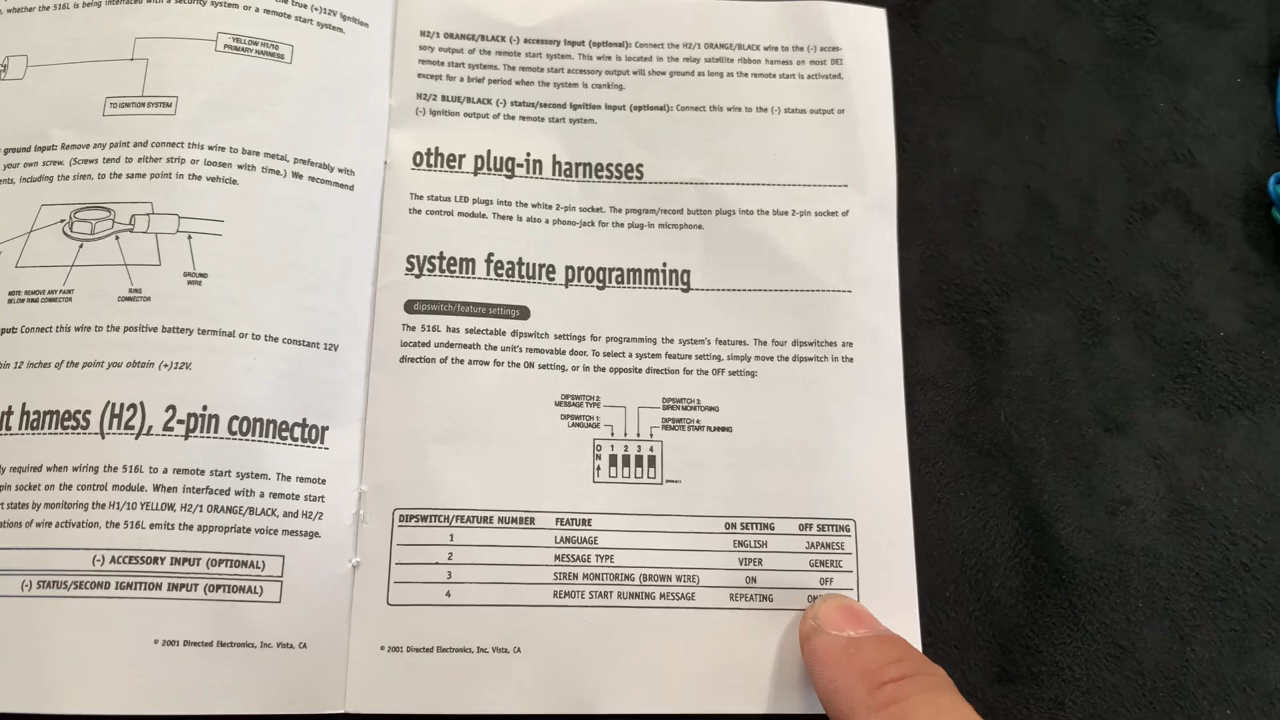 , whether the 516L is being interfaced with a security system or a remote start system.
the true (+)12V ignition
*YELLOW H1/10
PRIMARY HARNESS
TO IGNITION SYSTEM
ground input: Remove any paint and connect this wire to bare metal, preferably with
your own screw. (Screws tend to either strip or loosen with time.) We recommend
ents, including the siren, to the same point in the vehicle.
NOTE: REMOVE ANY PAINT
BELOW RING CONNECTOR
RING
CONNECTOR
GROUND
WIRE
put: Connect this wire to the positive battery terminal or to the constant 12V
hin 12 inches of the point you obtain (+)12V.
ut harness (H2), 2-pin connector
ly required when wiring the 516L to a remote start system. The remote
pin socket on the control module. When interfaced with a remote start
rt states by monitoring the H1/10 YELLOW, H2/1 ORANGE/BLACK, and H2/2
ations of wire activation, the 516L emits the appropriate voice message.
(-) ACCESSORY INPUT (OPTIONAL)
(-) STATUS/SECOND IGNITION INPUT (OPTIONAL)
© 2001 Directed Electronics, Inc. Vista, CA
H2/1 ORANGE/BLACK (-) accessory input (optional): Connect the H2/1 ORANGE/BLACK wire to the (-) acces-
sory output of the remote start system. This wire is located in the relay satellite ribbon harness on most DEI
remote start systems. The remote start accessory output will show ground as long as the remote start is activated,
except for a brief period when the system is cranking.
H2/2 BLUE/BLACK (-) status/second ignition input (optional): Connect this wire to the (-) status output or
(-) ignition output of the remote start system.
other plug-in harnesses
The status LED plugs into the white 2-pin socket. The program/record button plugs into the blue 2-pin socket of
the control module. There is also a phono-jack for the plug-in microphone.
system feature programming
dipswitch/feature settings
The 516L has selectable dipswitch settings for programming the system's features. The four dipswitches are
located underneath the unit's removable door. To select a system feature setting, simply move the dipswitch in the
direction of the arrow for the ON setting, or in the opposite direction for the OFF setting:
DIPSWITCH 2:
MESSAGE TYPE
DIPSWITCH 3:
SIREN MONITORING
DIPSWITCH 1:
LANGUAGE
DIPSWITCH 4:
REMOTE START RUNNING
ON 1 2 3 4
DIPSWITCH/FEATURE NUMBER FEATURE ON SETTING OFF SETTING
1 LANGUAGE ENGLISH JAPANESE
2 MESSAGE TYPE VIPER GENERIC
3 SIREN MONITORING (BROWN WIRE) ON OFF
4 REMOTE START RUNNING MESSAGE REPEATING
© 2001 Directed Electronics, Inc. Vista, CA